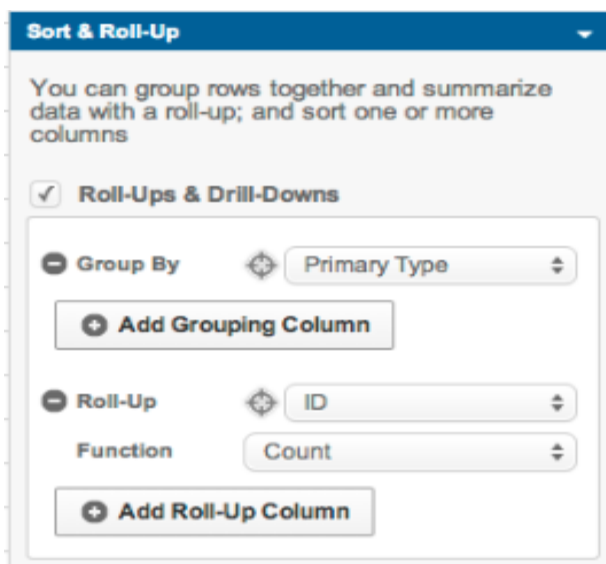 Sort & Roll-Up
You can group rows together and summarize
data with a roll-up; and sort one or more
columns
Roll-Ups & Drill-Downs
Group By Primary Type
Add Grouping Column
Roll-Up ID
Function Count
Add Roll-Up Column